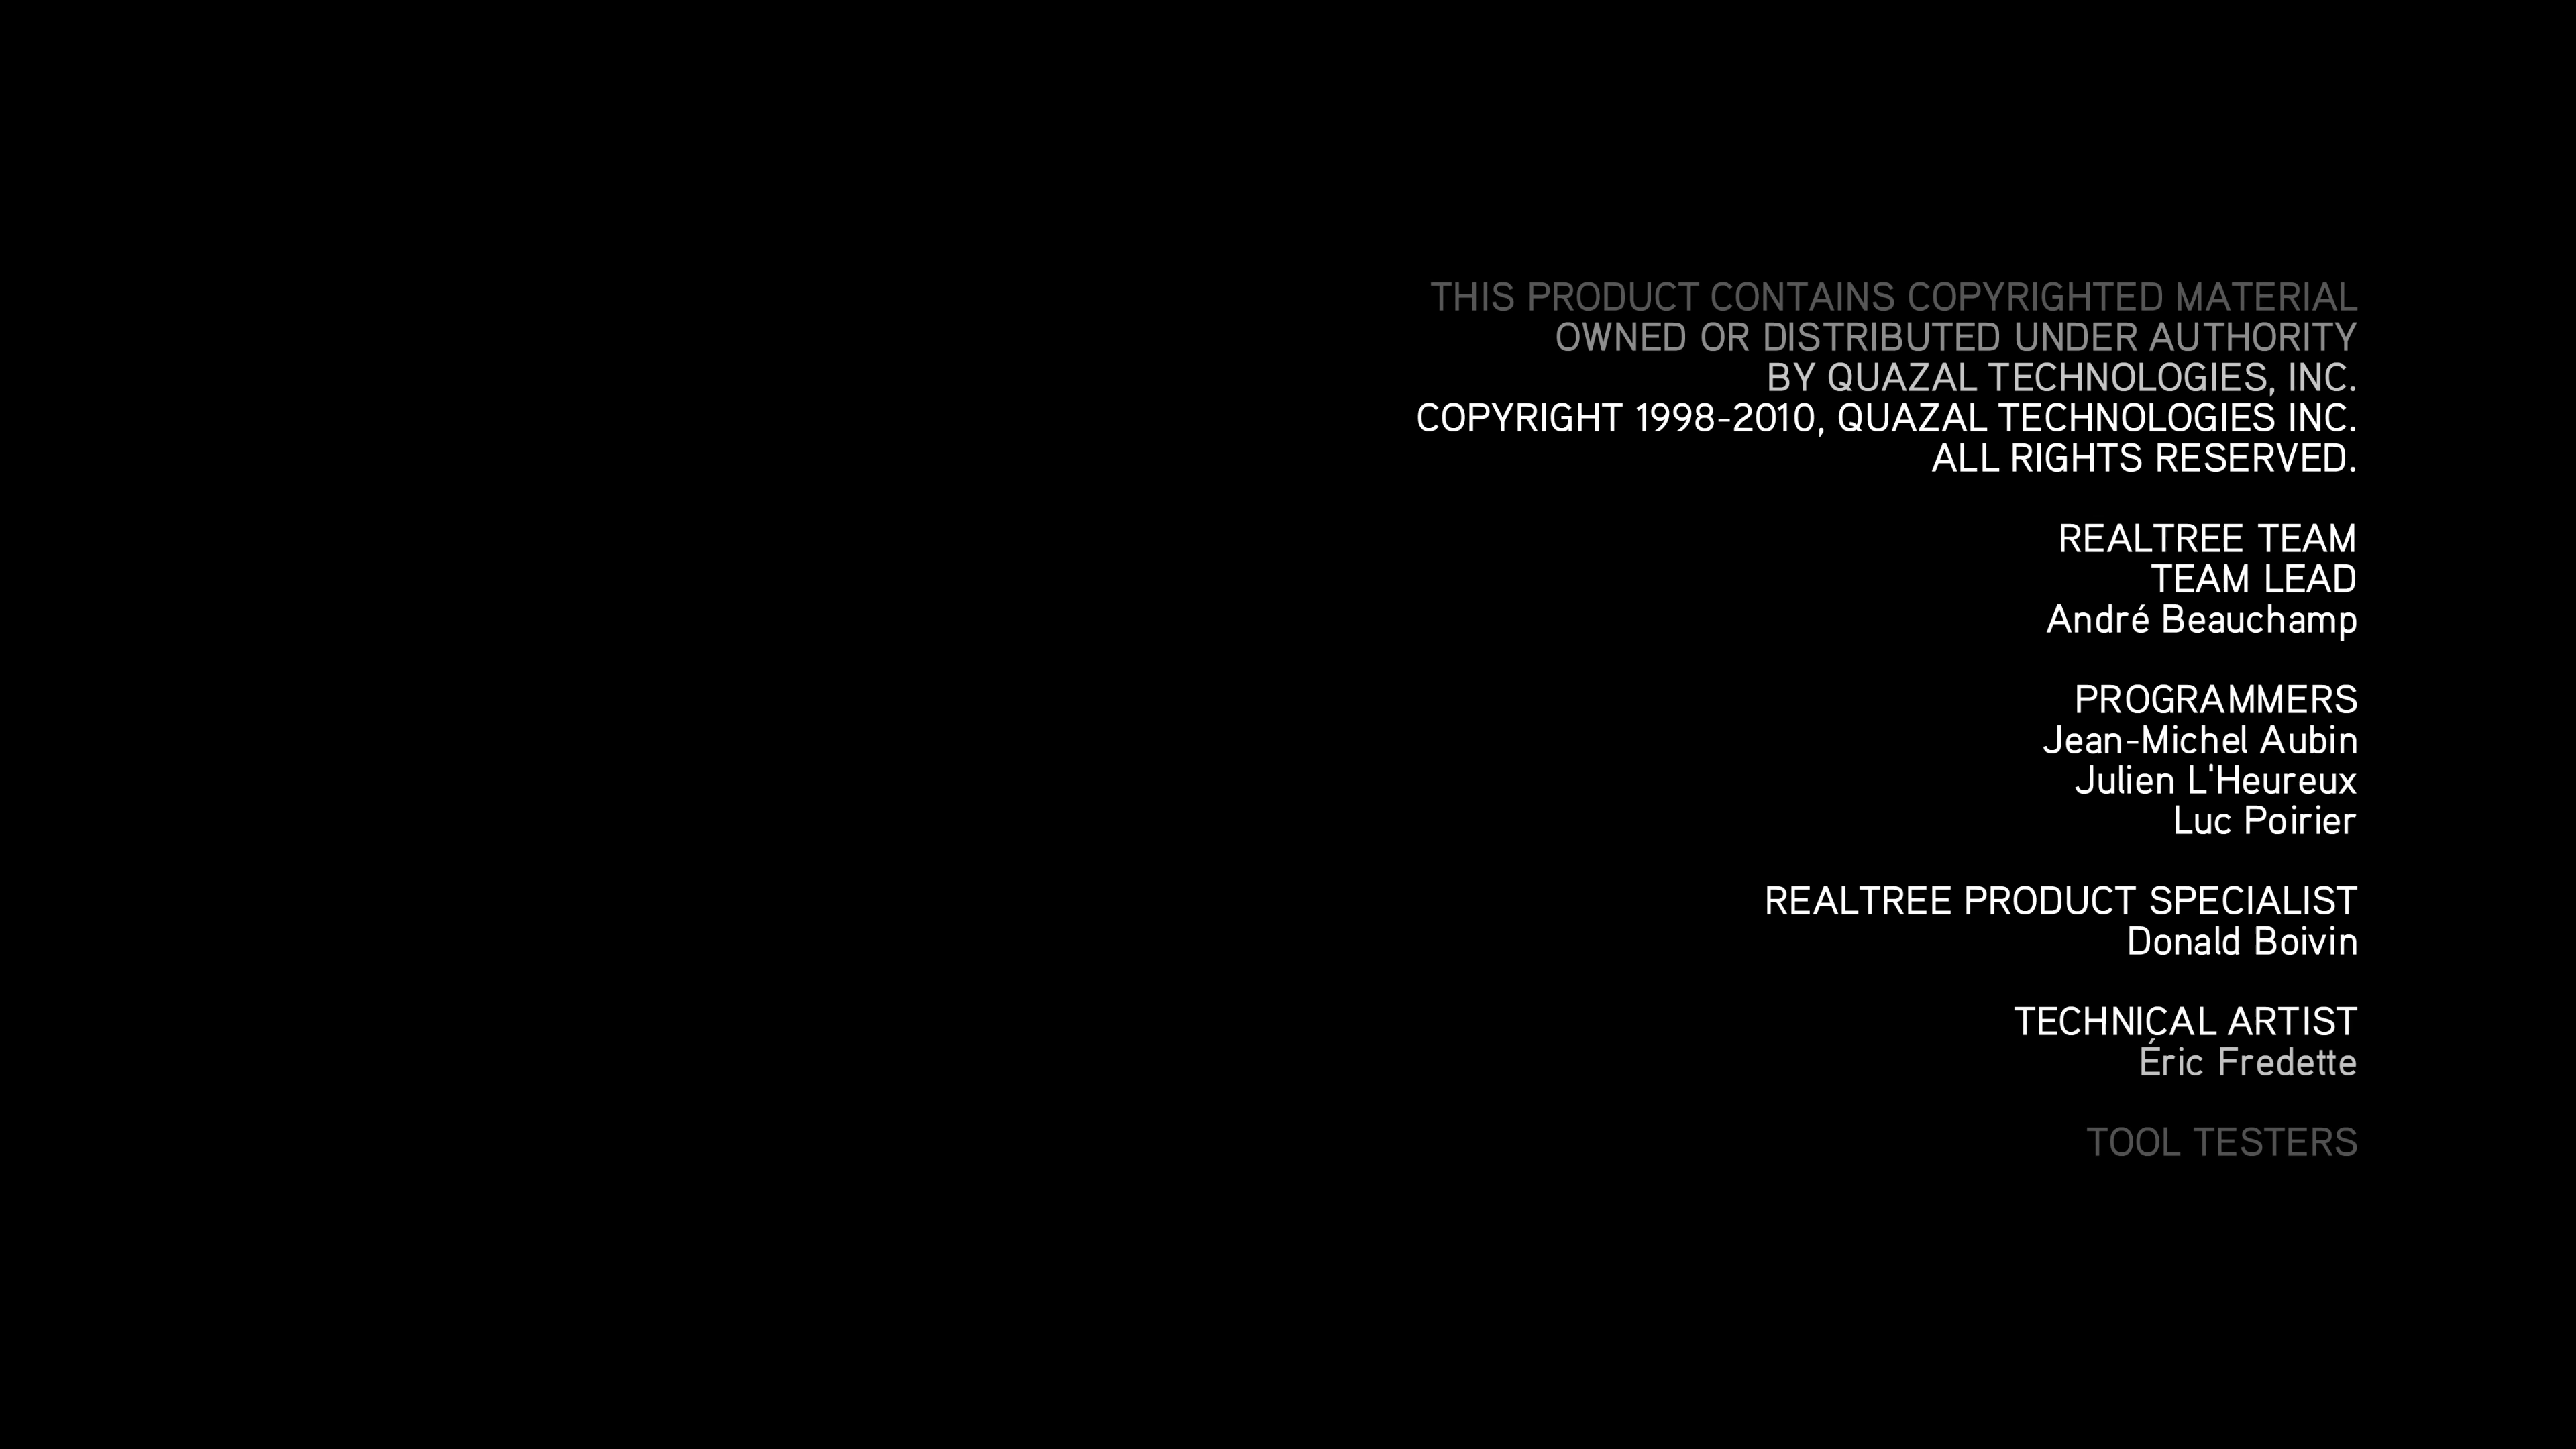 THIS PRODUCT CONTAINS COPYRIGHTED MATERIAL
OWNED OR DISTRIBUTED UNDER AUTHORITY
BY QUAZAL TECHNOLOGIES, INC.
COPYRIGHT 1998-2010, QUAZAL TECHNOLOGIES INC.
ALL RIGHTS RESERVED.
REALTREE TEAM
TEAM LEAD
André Beauchamp
PROGRAMMERS
Jean-Michel Aubin
Julien L'Heureux
Luc Poirier
REALTREE PRODUCT SPECIALIST
Donald Boivin
TECHNICAL ARTIST
Éric Fredette
TOOL TESTERS